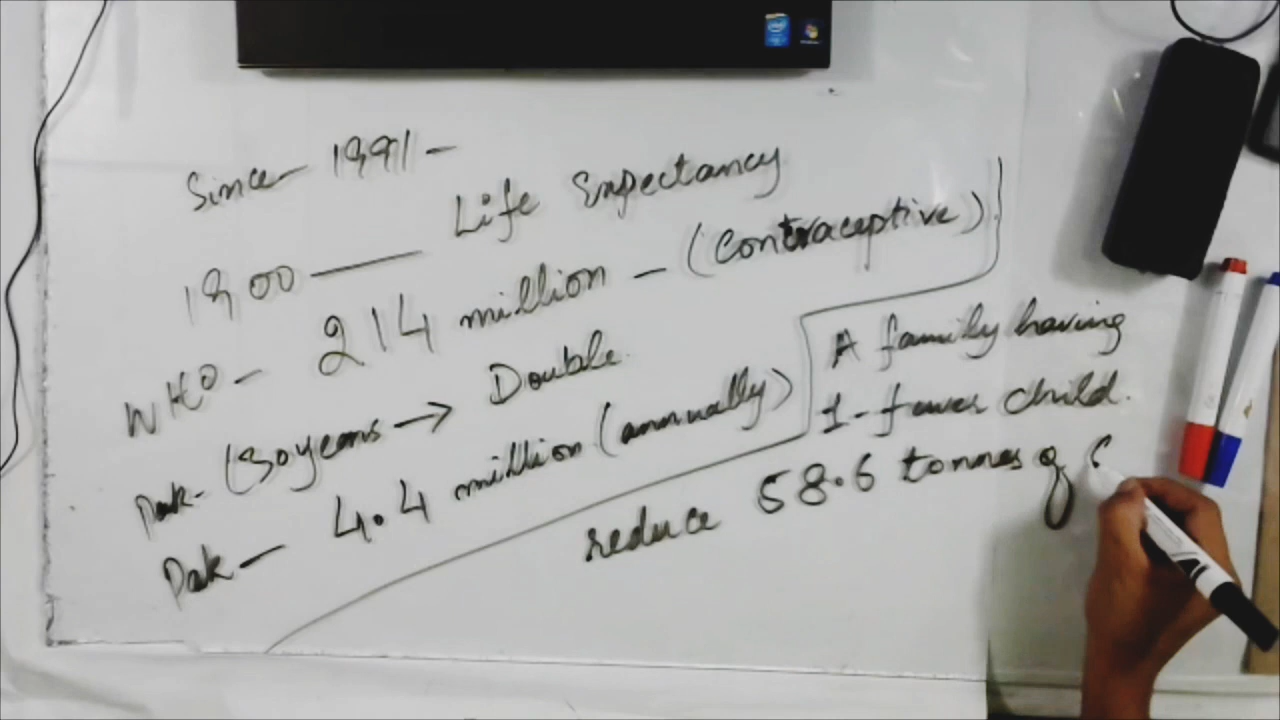 Since - 1991 -
1900 — Life Expectancy
WHO - 214 million - (contraceptive)
Pak - (30 years → Double
Pak - 4.4 million (annually)
A family having
1 - fewer child.
reduce 58.6 tonnes of C